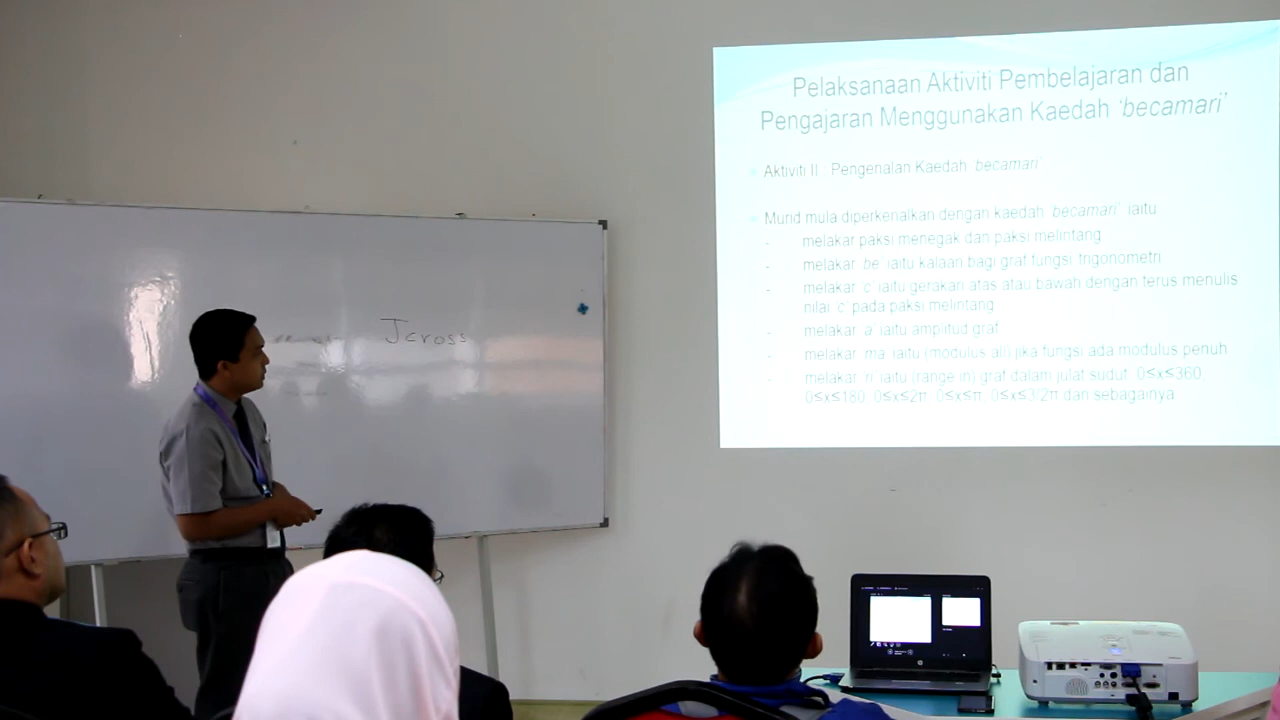 Pelaksanaan Aktiviti Pembelajaran dan
Pengajaran Menggunakan Kaedah 'becamari'
Aktiviti II : Pengenalan Kaedah 'becamari'
Murid mula diperkenalkan dengan kaedah 'becamari' iaitu
- melakar paksi menegak dan paksi melintang
- melakar 'be' iaitu kalaan bagi graf fungsi trigonometri
- melakar 'c' iaitu gerakan atas atau bawah dengan terus menulis
nilai 'c' pada paksi melintang
- melakar 'a' iaitu amplitud graf
- melakar 'ma' iaitu (modulus all) jika fungsi ada modulus penuh
- melakar 'ri' iaitu (range in) graf dalam julat sudut 0≤x≤360,
0≤x≤180, 0≤x≤2π, 0≤x≤π, 0≤x≤3/2π dan sebagainya
Jcross
hp